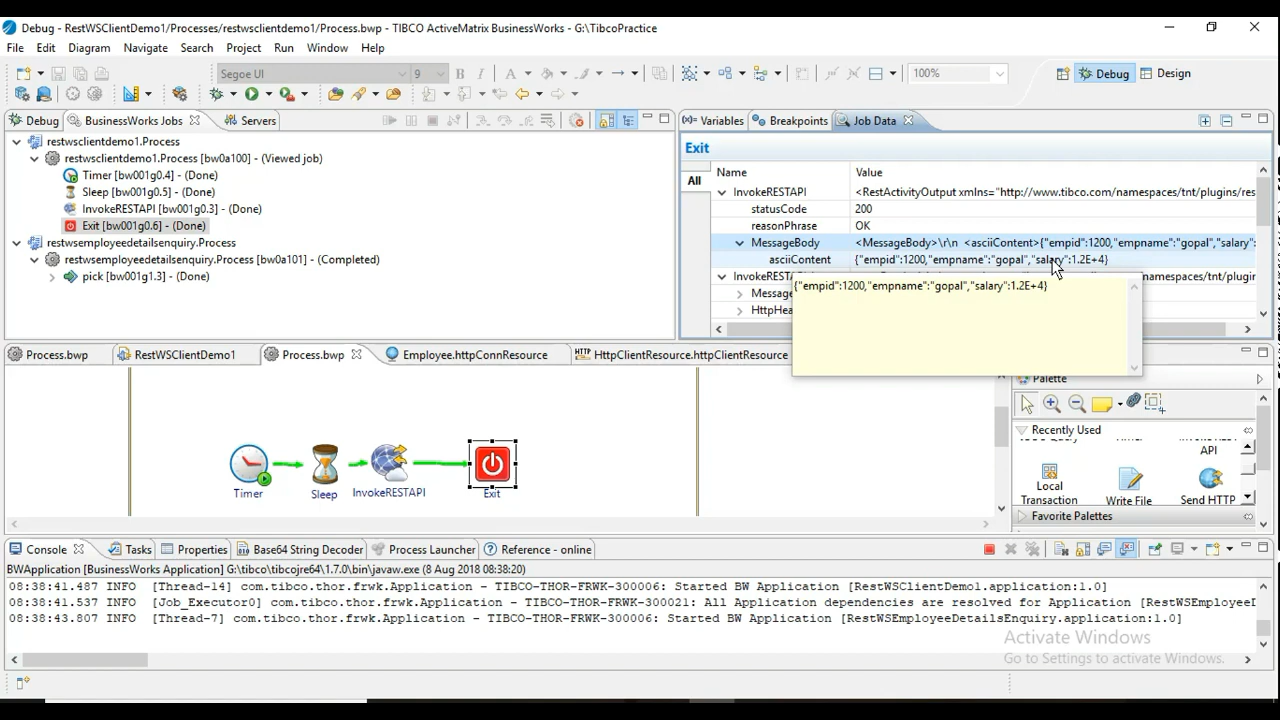 Debug - RestWSClientDemo1/Processes/restwsclientdemo1/Process.bwp - TIBCO ActiveMatrix BusinessWorks - G:\TibcoPractice
File Edit Diagram Navigate Search Project Run Window Help
Segoe UI 9 B I A 100% Debug Design
Debug BusinessWorks Jobs Servers
restwsclientdemo1.Process
restwsclientdemo1.Process [bw0a100] - (Viewed job)
Timer [bw001g0.4] - (Done)
Sleep [bw001g0.5] - (Done)
InvokeRESTAPI [bw001g0.3] - (Done)
Exit [bw001g0.6] - (Done)
restwsemployeedetailsenquiry.Process
restwsemployeedetailsenquiry.Process [bw0a101] - (Completed)
pick [bw001g1.3] - (Done)
(x)= Variables Breakpoints Job Data
Exit
All
Name Value
InvokeRESTAPI <RestActivityOutput xmlns="http://www.tibco.com/namespaces/tnt/plugins/res
statusCode 200
reasonPhrase OK
MessageBody <MessageBody>\r\n <asciiContent>{"empid":1200,"empname":"gopal","salary":
asciiContent {"empid":1200,"empname":"gopal","salary":1.2E+4}
InvokeRESTA namespaces/tnt/plugin
{"empid":1200,"empname":"gopal","salary":1.2E+4}
Message
HttpHea
Process.bwp RestWSClientDemo1 Process.bwp Employee.httpConnResource HTTP HttpClientResource.httpClientResource
Timer Sleep InvokeRESTAPI Exit
Palette
Recently Used
API
Local
Transaction Write File Send HTTP
Favorite Palettes
Console Tasks Properties Base64 String Decoder Process Launcher Reference - online
BWApplication [BusinessWorks Application] G:\tibco\tibcojre64\1.7.0\bin\javaw.exe (8 Aug 2018 08:38:20)
08:38:41.487 INFO [Thread-14] com.tibco.thor.frwk.Application - TIBCO-THOR-FRWK-300006: Started BW Application [RestWSClientDemo1.application:1.0]
08:38:41.537 INFO [Job_Executor0] com.tibco.thor.frwk.Application - TIBCO-THOR-FRWK-300021: All Application dependencies are resolved for Application [RestWSEmployeeD
08:38:43.807 INFO [Thread-7] com.tibco.thor.frwk.Application - TIBCO-THOR-FRWK-300006: Started BW Application [RestWSEmployeeDetailsEnquiry.application:1.0]
Activate Windows
Go to Settings to activate Windows.